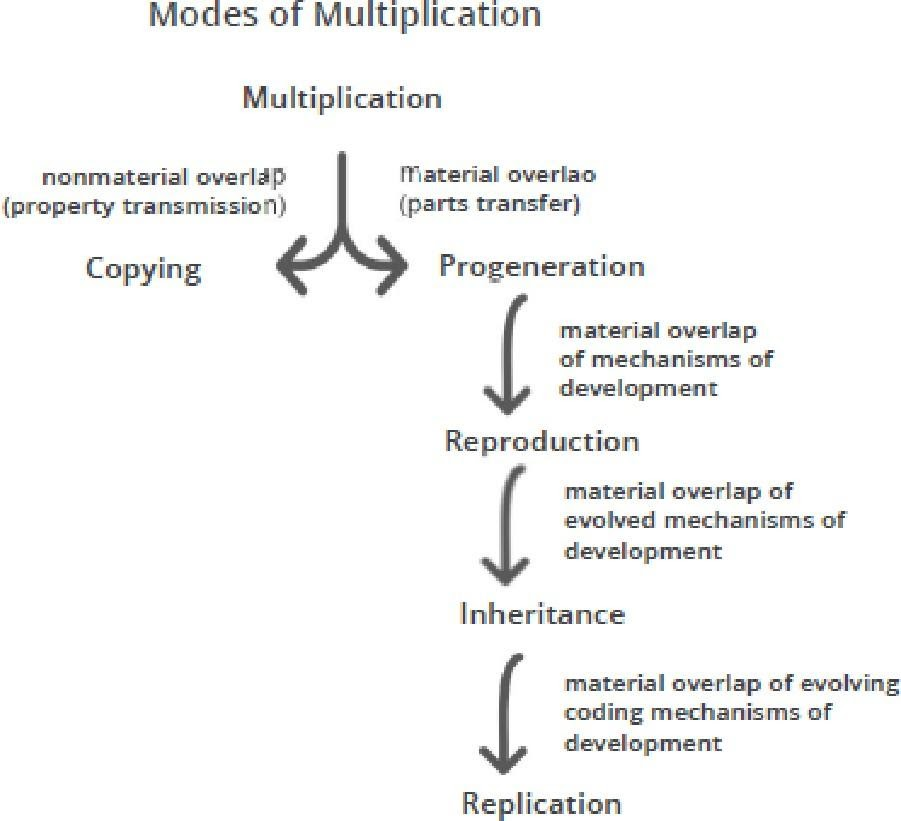 Modes of Multiplication
Multiplication
nonmaterial overlap
(property transmission)
material overlao
(parts transfer)
Copying
Progeneration
material overlap
of mechanisms of
development
Reproduction
material overlap of
evolved mechanisms of
development
Inheritance
material overlap of evolving
coding mechanisms of
development
Replication